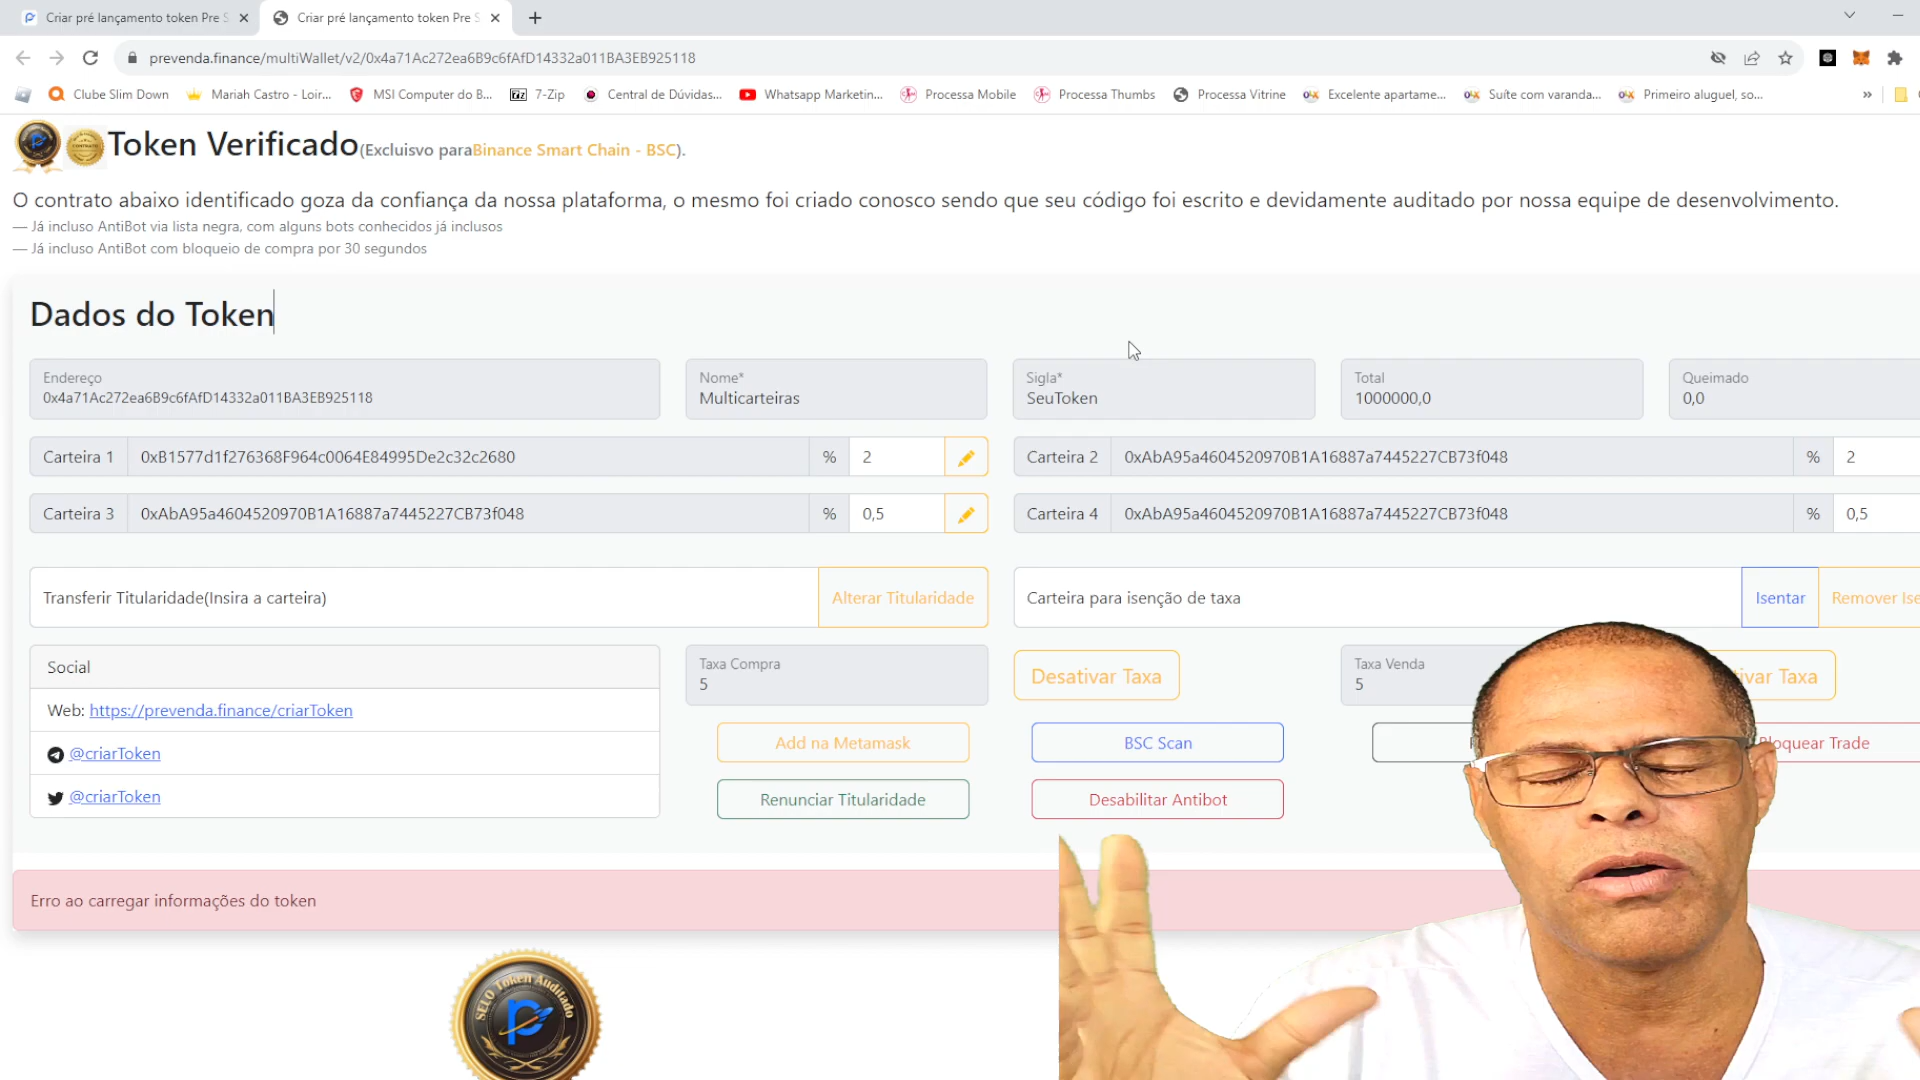 Criar pré lançamento token Pre S
Criar pré lançamento token Pre S
prevenda.finance/multiWallet/v2/0x4a71Ac272ea6B9c6fAfD14332a011BA3EB925118
Clube Slim Down
Mariah Castro - Loir...
MSI Computer do B...
7-Zip
Central de Dúvidas...
Whatsapp Marketin...
Processa Mobile
Processa Thumbs
Processa Vitrine
Excelente apartame...
Suíte com varanda...
Primeiro aluguel, so...
Token Verificado(Excluisvo paraBinance Smart Chain - BSC).
O contrato abaixo identificado goza da confiança da nossa plataforma, o mesmo foi criado conosco sendo que seu código foi escrito e devidamente auditado por nossa equipe de desenvolvimento.
— Já incluso AntiBot via lista negra, com alguns bots conhecidos já inclusos
— Já incluso AntiBot com bloqueio de compra por 30 segundos
Dados do Token
Endereço
0x4a71Ac272ea6B9c6fAfD14332a011BA3EB925118
Nome*
Multicarteiras
Sigla*
SeuToken
Total
1000000,0
Queimado
0,0
Carteira 1 0xB1577d1f276368F964c0064E84995De2c32c2680 % 2
Carteira 2 0xAbA95a4604520970B1A16887a7445227CB73f048 % 2
Carteira 3 0xAbA95a4604520970B1A16887a7445227CB73f048 % 0,5
Carteira 4 0xAbA95a4604520970B1A16887a7445227CB73f048 % 0,5
Transferir Titularidade(Insira a carteira)
Alterar Titularidade
Carteira para isenção de taxa
Isentar
Remover Ise
Social
Web: https://prevenda.finance/criarToken
@criarToken
@criarToken
Taxa Compra
5
Desativar Taxa
Taxa Venda
5
ivar Taxa
Add na Metamask
BSC Scan
Bloquear Trade
Renunciar Titularidade
Desabilitar Antibot
Erro ao carregar informações do token
SELO Token Auditado